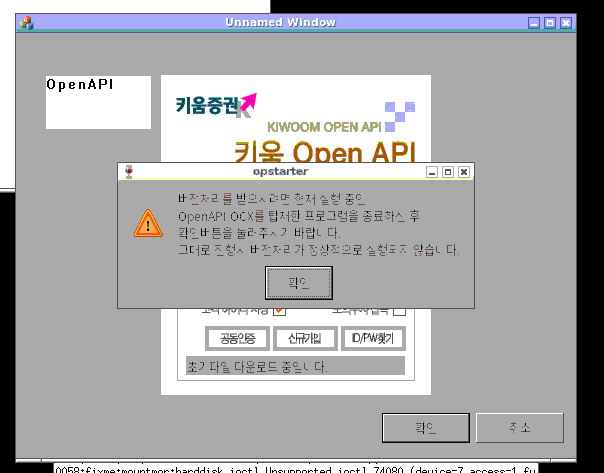 Unnamed Window
OpenAPI
키움증권
KIWOOM OPEN API
키움 Open API
opstarter
버전처리를 받으시려면 현재 실행 중인
OpenAPI OCX를 탑재한 프로그램을 종료하신 후
확인버튼을 눌러주시기 바랍니다.
그대로 진행시 버전처리가 정상적으로 실행되지 않습니다.
확인
공동인증 신규가입 ID/PW찾기
초기파일 다운로드 중입니다.
확인 취소
0058:fixme:mountmgr:harddisk_ioctl Unsupported ioctl 74080 (device=7 access=1 fu